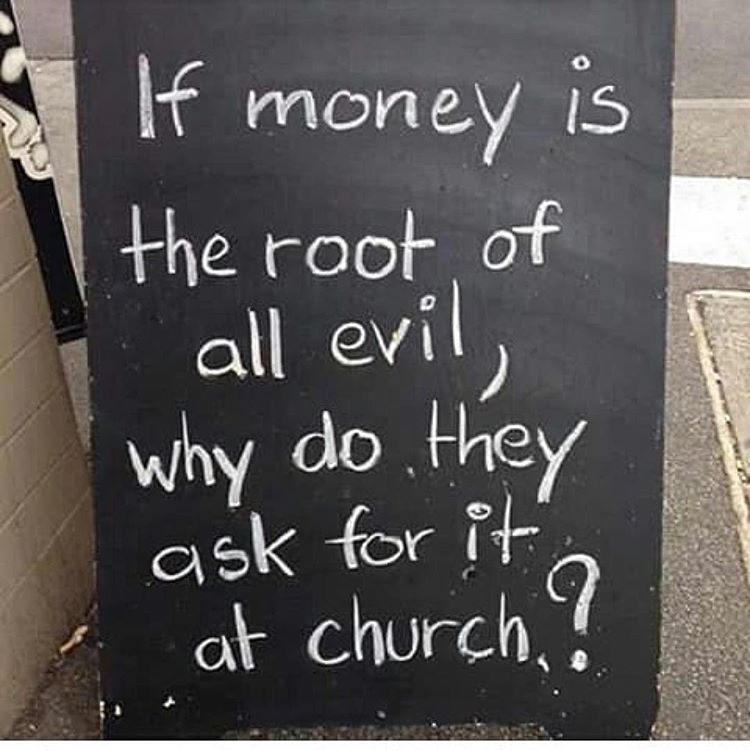 If money is
the root of
all evil,
why do they
ask for it
at church.?